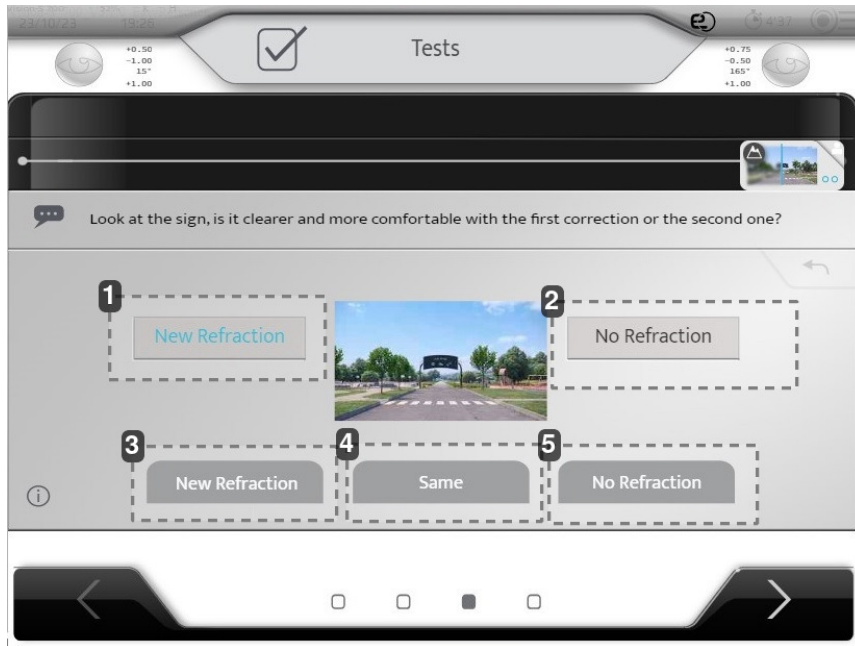 23/10/23 19:26
4'37
Tests
+0.50
-1.00
15°
+1.00
+0.75
-0.50
165°
+1.00
Look at the sign, is it clearer and more comfortable with the first correction or the second one?
1
2
New Refraction
No Refraction
3
4
5
New Refraction
Same
No Refraction